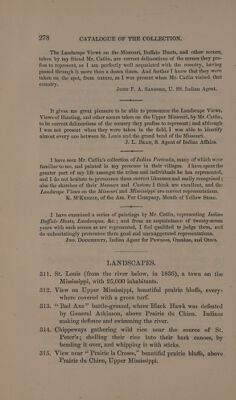 278 CATALOGUE OF THE COLLECTION.
The Landscape Views on the Missouri, Buffalo Hunts, and other scenes,
taken by my friend Mr. Catlin, are correct delineations of the scenes they pro-
fess to represent, as I am perfectly well acquainted with the country, having
passed through it more than a dozen times. And further I know that they were
taken on the spot, from nature, as I was present when Mr. Catlin visited that
country.
JOHN F. A. SANFORD, U. SS. Indian Agent.
It gives me great pleasure to be able to pronounce the Landscape Views,
Views of Hunting, and other scenes taken on the Upper Missouri, by Mr. Catlin,
to be correct delineations of the country they profess to represent; and although
I was not present when they were taken in the field, I was able to identify
almost every one between St. Louis and the grand bend of the Missouri.
J. L. BEAN, S. Agent of Indian Affairs.
I have seen Mr. Catlin's collection of Indian Portraits, many of which were
familiar to me, and painted in my presence in their villages. I have spent the
greater part of my life amongst the tribes and individuals he has represented,
and I do not hesitate to pronounce them correct likenesses and easily recognised;
also the sketches of their Manners and Customs I think are excellent, and the
Landscape Views on the Missouri and Mississippi are correct representations.
K. M'KENZIE, of the Am. Fur Company, Mouth of Yellow Stone.
I have examined a series of paintings by Mr. Catlin, representing Indian
Buffalo Hunts, Landscapes, &c.; and from an acquaintance of twenty-seven
years with such scenes as are represented, I feel qualified to judge them, and
do unhesitatingly pronounce them good and unexaggerated representations.
JNO. DOUGHERTY, Indian Agent for Pawnees, Omahas, and Otoes.
LANDSCAPES.
311. St. Louis (from the river below, in 1836), a town on the
Mississippi, with 25,000 inhabitants.
312. View on Upper Mississippi, beautiful prairie bluffs, every-
where covered with a green turf.
313. "Bad Axe" battle-ground, where Black Hawk was defeated
by General Atkinson, above Prairie du Chien. Indians
making defence and swimming the river.
314. Chippeways gathering wild rice near the source of St.
Peter's; shelling their rice into their bark canoes, by
bending it over, and whipping it with sticks.
315. View near "Prairie la Crosse," beautiful prairie bluffs, above
Prairie du Chien, Upper Mississippi.